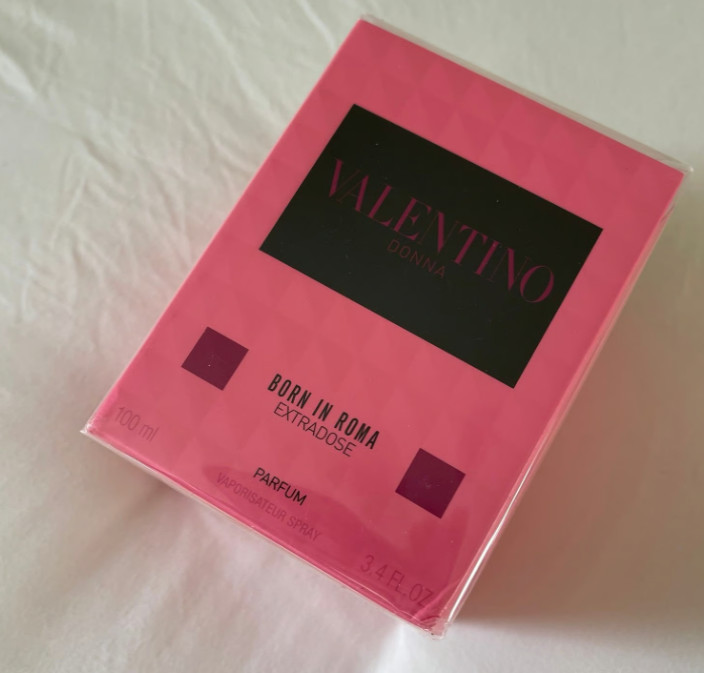 VALENTINO
DONNA
BORN IN ROMA
EXTRADOSE
100 ml
PARFUM
VAPORISATEUR SPRAY
3.4 FL.OZ